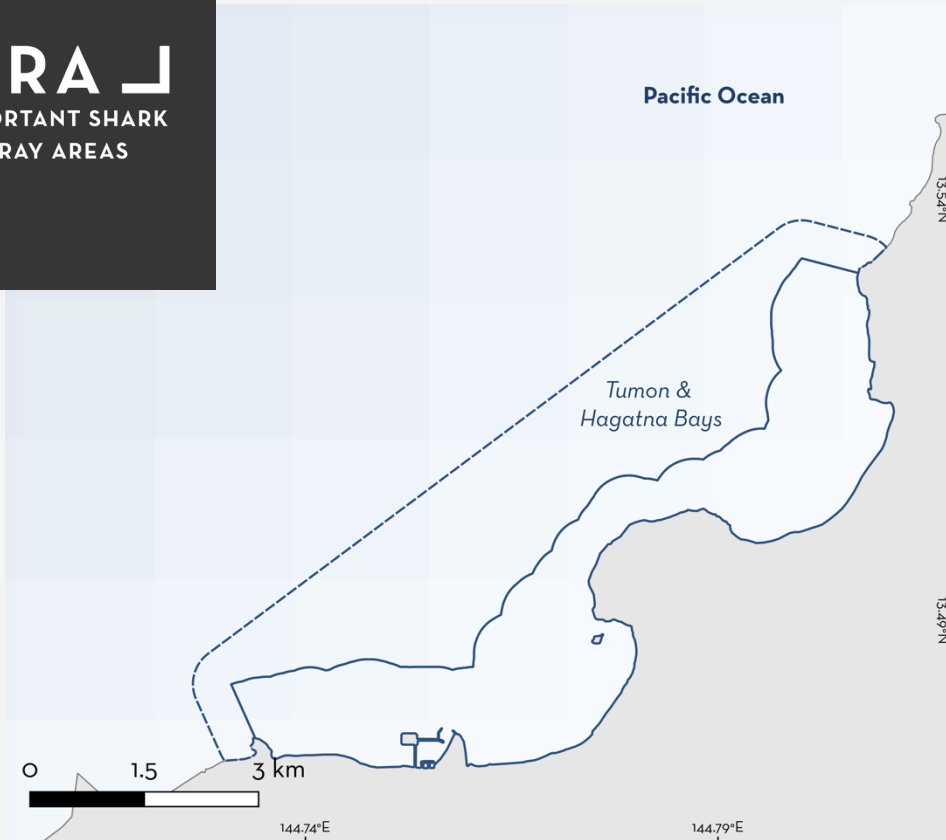 RA
ORTANT SHARK
RAY AREAS
Pacific Ocean
13.54°N
Tumon &
Hagatna Bays
13.49°N
0 1.5 3 km
144.74°E 144.79°E